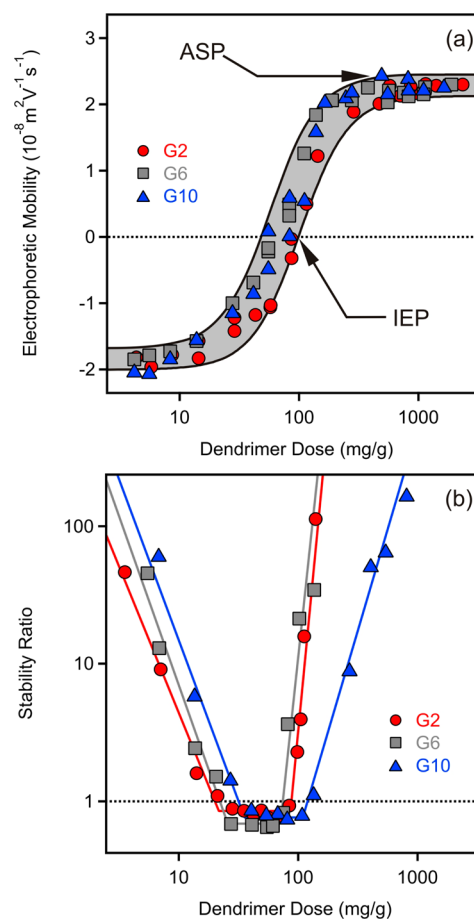 (a)
ASP
G2
G6
G10
IEP
3
2
1
0
-1
-2
Electrophoretic Mobility (10⁻⁸ m² V⁻¹ s⁻¹)
10
100
1000
Dendrimer Dose (mg/g)
(b)
100
10
1
Stability Ratio
G2
G6
G10
10
100
1000
Dendrimer Dose (mg/g)